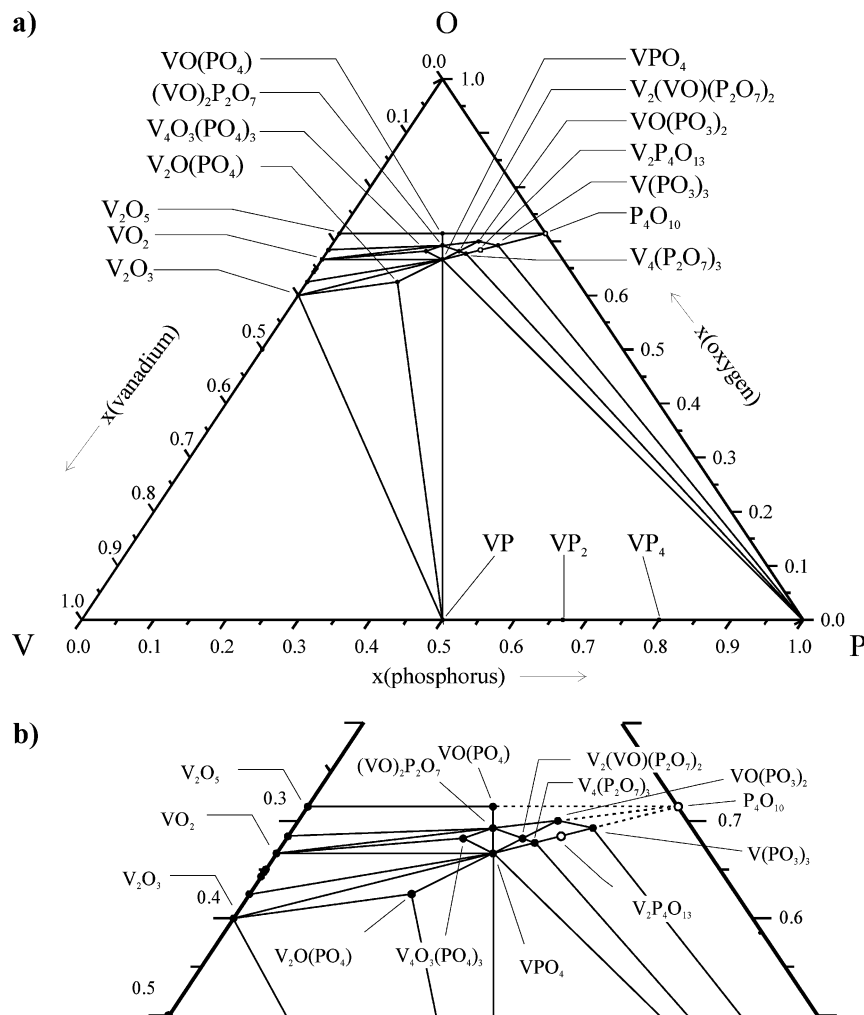 a)
O
VO(PO₄)
(VO)₂P₂O₇
V₄O₃(PO₄)₃
V₂O(PO₄)
V₂O₅
VO₂
V₂O₃
VPO₄
V₂(VO)(P₂O₇)₂
VO(PO₃)₂
V₂P₄O₁₃
V(PO₃)₃
P₄O₁₀
V₄(P₂O₇)₃
0.0
0.1
0.5
0.6
0.7
0.8
0.9
1.0
x(vanadium)
1.0
0.6
0.5
0.4
0.3
0.2
0.1
0.0
x(oxygen)
VP
VP₂
VP₄
V
P
0.0 0.1 0.2 0.3 0.4 0.5 0.6 0.7 0.8 0.9 1.0
x(phosphorus)
b)
VO(PO₄)
(VO)₂P₂O₇
V₂O₅
V₂(VO)(P₂O₇)₂
V₄(P₂O₇)₃
VO(PO₃)₂
P₄O₁₀
0.3
VO₂
0.7
V(PO₃)₃
V₂O₃
0.4
V₂P₄O₁₃
0.6
V₂O(PO₄)
V₄O₃(PO₄)₃
VPO₄
0.5